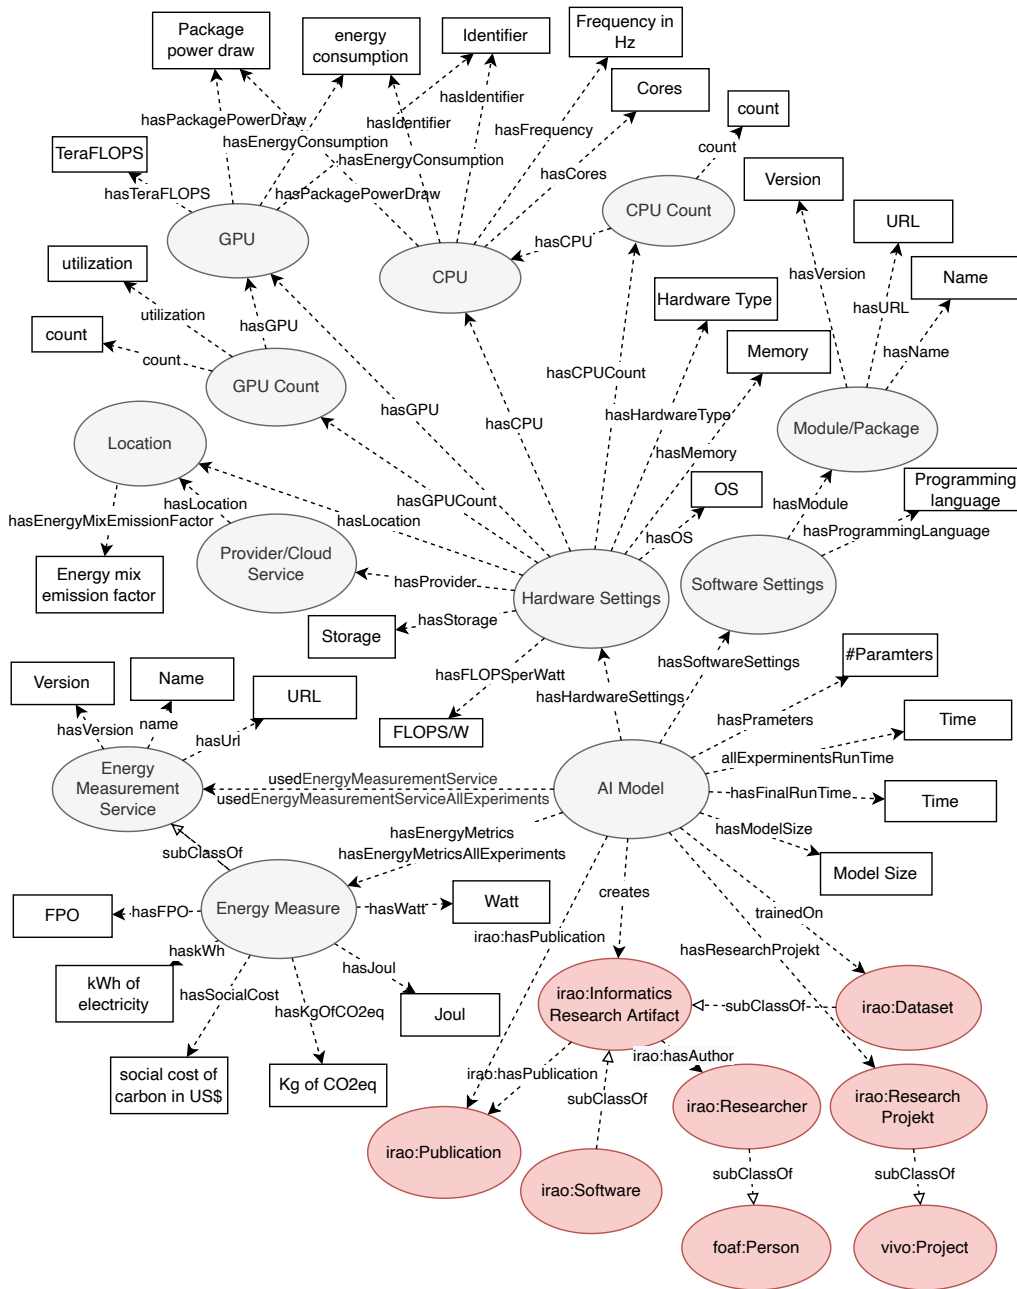 Package
power draw
energy
consumption
Identifier
Frequency in
Hz
Cores
count
hasIdentifier
hasPackagePowerDraw
hasIdentifier
hasFrequency
hasEnergyConsumption
count
TeraFLOPS
hasEnergyConsumption
hasCores
Version
hasTeraFLOPS
hasPackagePowerDraw
CPU Count
URL
GPU
hasCPU
utilization
CPU
hasVersion
Name
Hardware Type
hasURL
utilization
hasGPU
count
count
Memory
hasName
GPU Count
hasCPUCount
hasGPU
hasHardwareType
hasCPU
Module/Package
Location
hasMemory
Programming
language
OS
hasModule
hasGPUCount
hasLocation
hasEnergyMixEmissionFactor
hasLocation
hasOS
hasProgrammingLanguage
Provider/Cloud
Service
Energy mix
emission factor
hasProvider
Hardware Settings
Software Settings
Storage
hasStorage
#Paramters
hasSoftwareSettings
hasFLOPSperWatt
Version
Name
URL
hasHardwareSettings
hasPrameters
Time
hasVersion
name
FLOPS/W
hasUrl
allExperminentsRunTime
Energy
Measurement
Service
usedEnergyMeasurementService
usedEnergyMeasurementServiceAllExperiments
AI Model
hasFinalRunTime
Time
hasEnergyMetrics
hasModelSize
subClassOf
hasEnergyMetricsAllExperiments
Model Size
creates
FPO
hasFPO
Energy Measure
hasWatt
Watt
trainedOn
irao:hasPublication
haskWh
hasResearchProjekt
kWh of
electricity
hasJoul
hasSocialCost
irao:Informatics
Research Artifact
subClassOf
irao:Dataset
hasKgOfCO2eq
Joul
irao:hasAuthor
social cost of
carbon in US$
Kg of CO2eq
irao:hasPublication
subClassOf
irao:Researcher
irao:Research
Projekt
irao:Publication
subClassOf
subClassOf
irao:Software
foaf:Person
vivo:Project